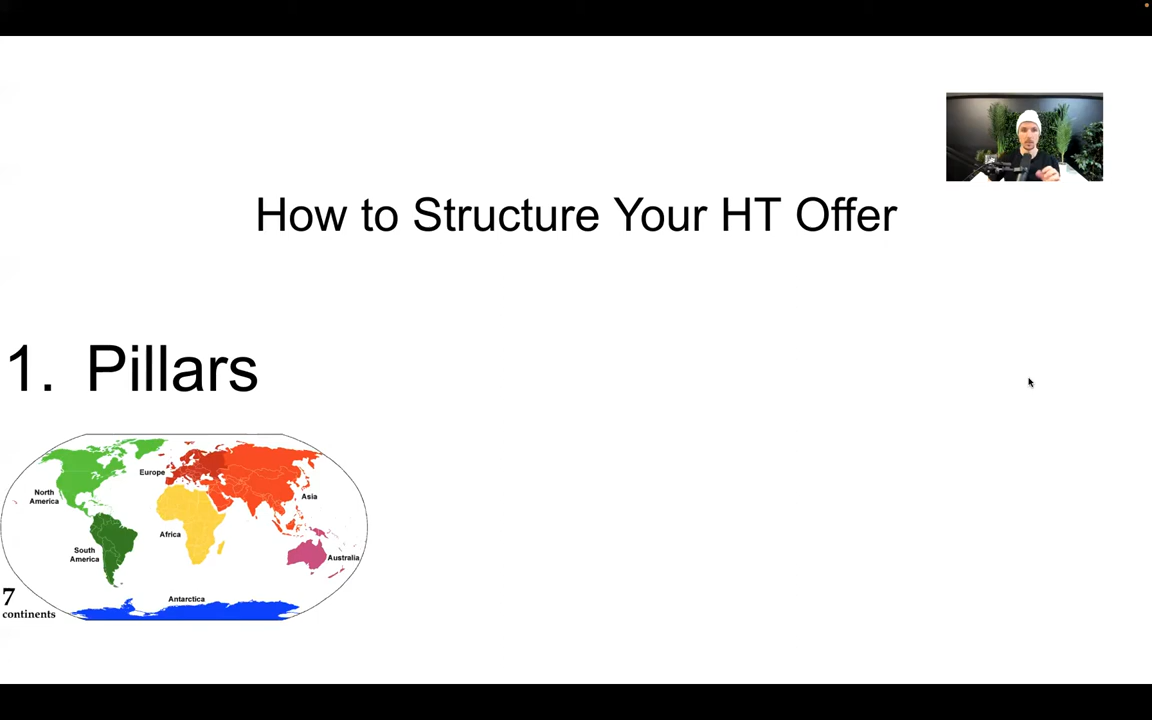 How to Structure Your HT Offer
1. Pillars
Europe
North
America
Asia
Africa
South
America
Australia
7
continents
Antarctica